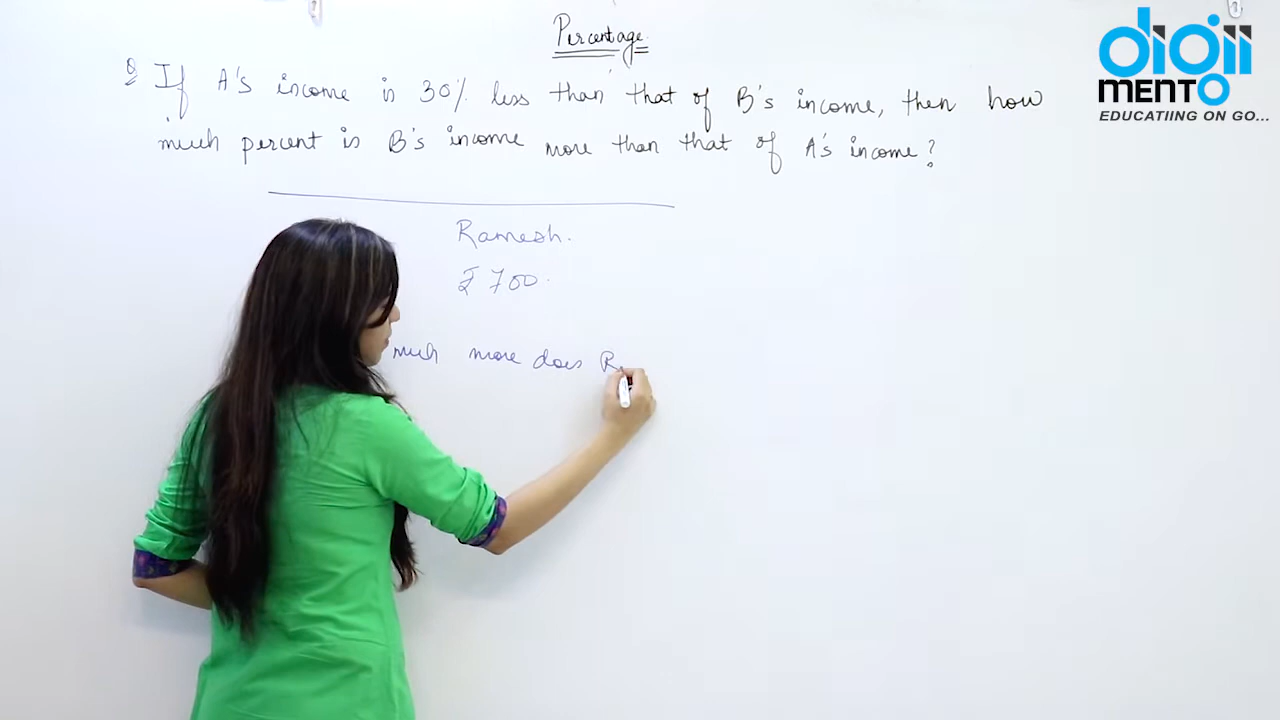 Percentage
Q If A's income is 30% less than that of B's income, then how
much percent is B's income more than that of A's income?
Ramesh.
₹ 700.
much more does R
digii
MENTO
EDUCATIING ON GO...